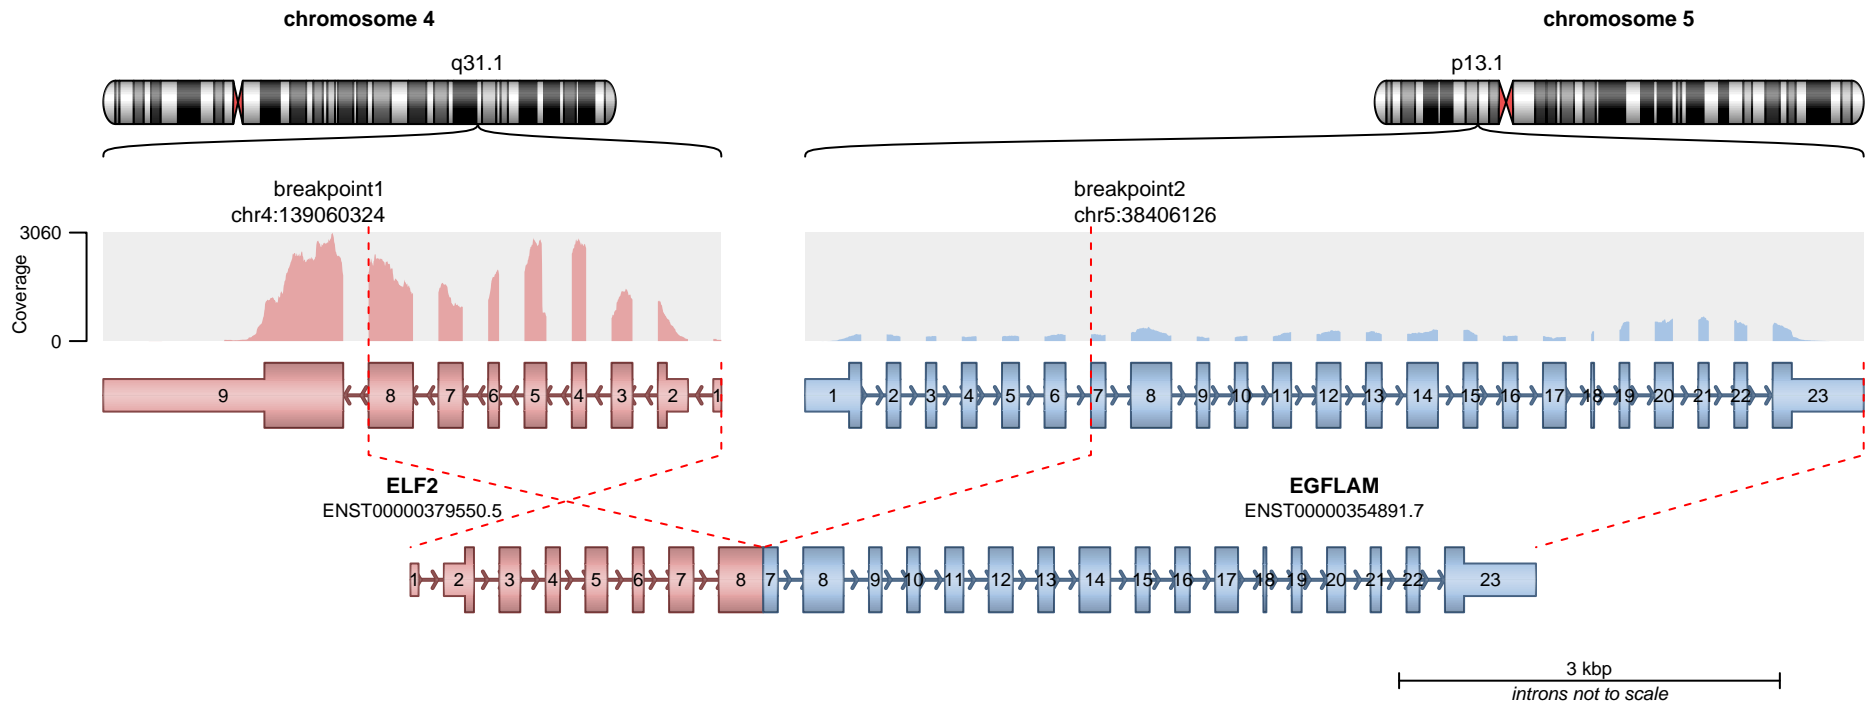 chromosome 4
chromosome 5
q31.1
p13.1
breakpoint1
chr4:139060324
breakpoint2
chr5:38406126
3060
0
Coverage
9 8 7 6 5 4 3 2 1
1 2 3 4 5 6 7 8 9 10 11 12 13 14 15 16 17 18 19 20 21 22 23
ELF2
ENST00000379550.5
EGFLAM
ENST00000354891.7
1 2 3 4 5 6 7 8 7 8 9 10 11 12 13 14 15 16 17 18 19 20 21 22 23
3 kbp
introns not to scale